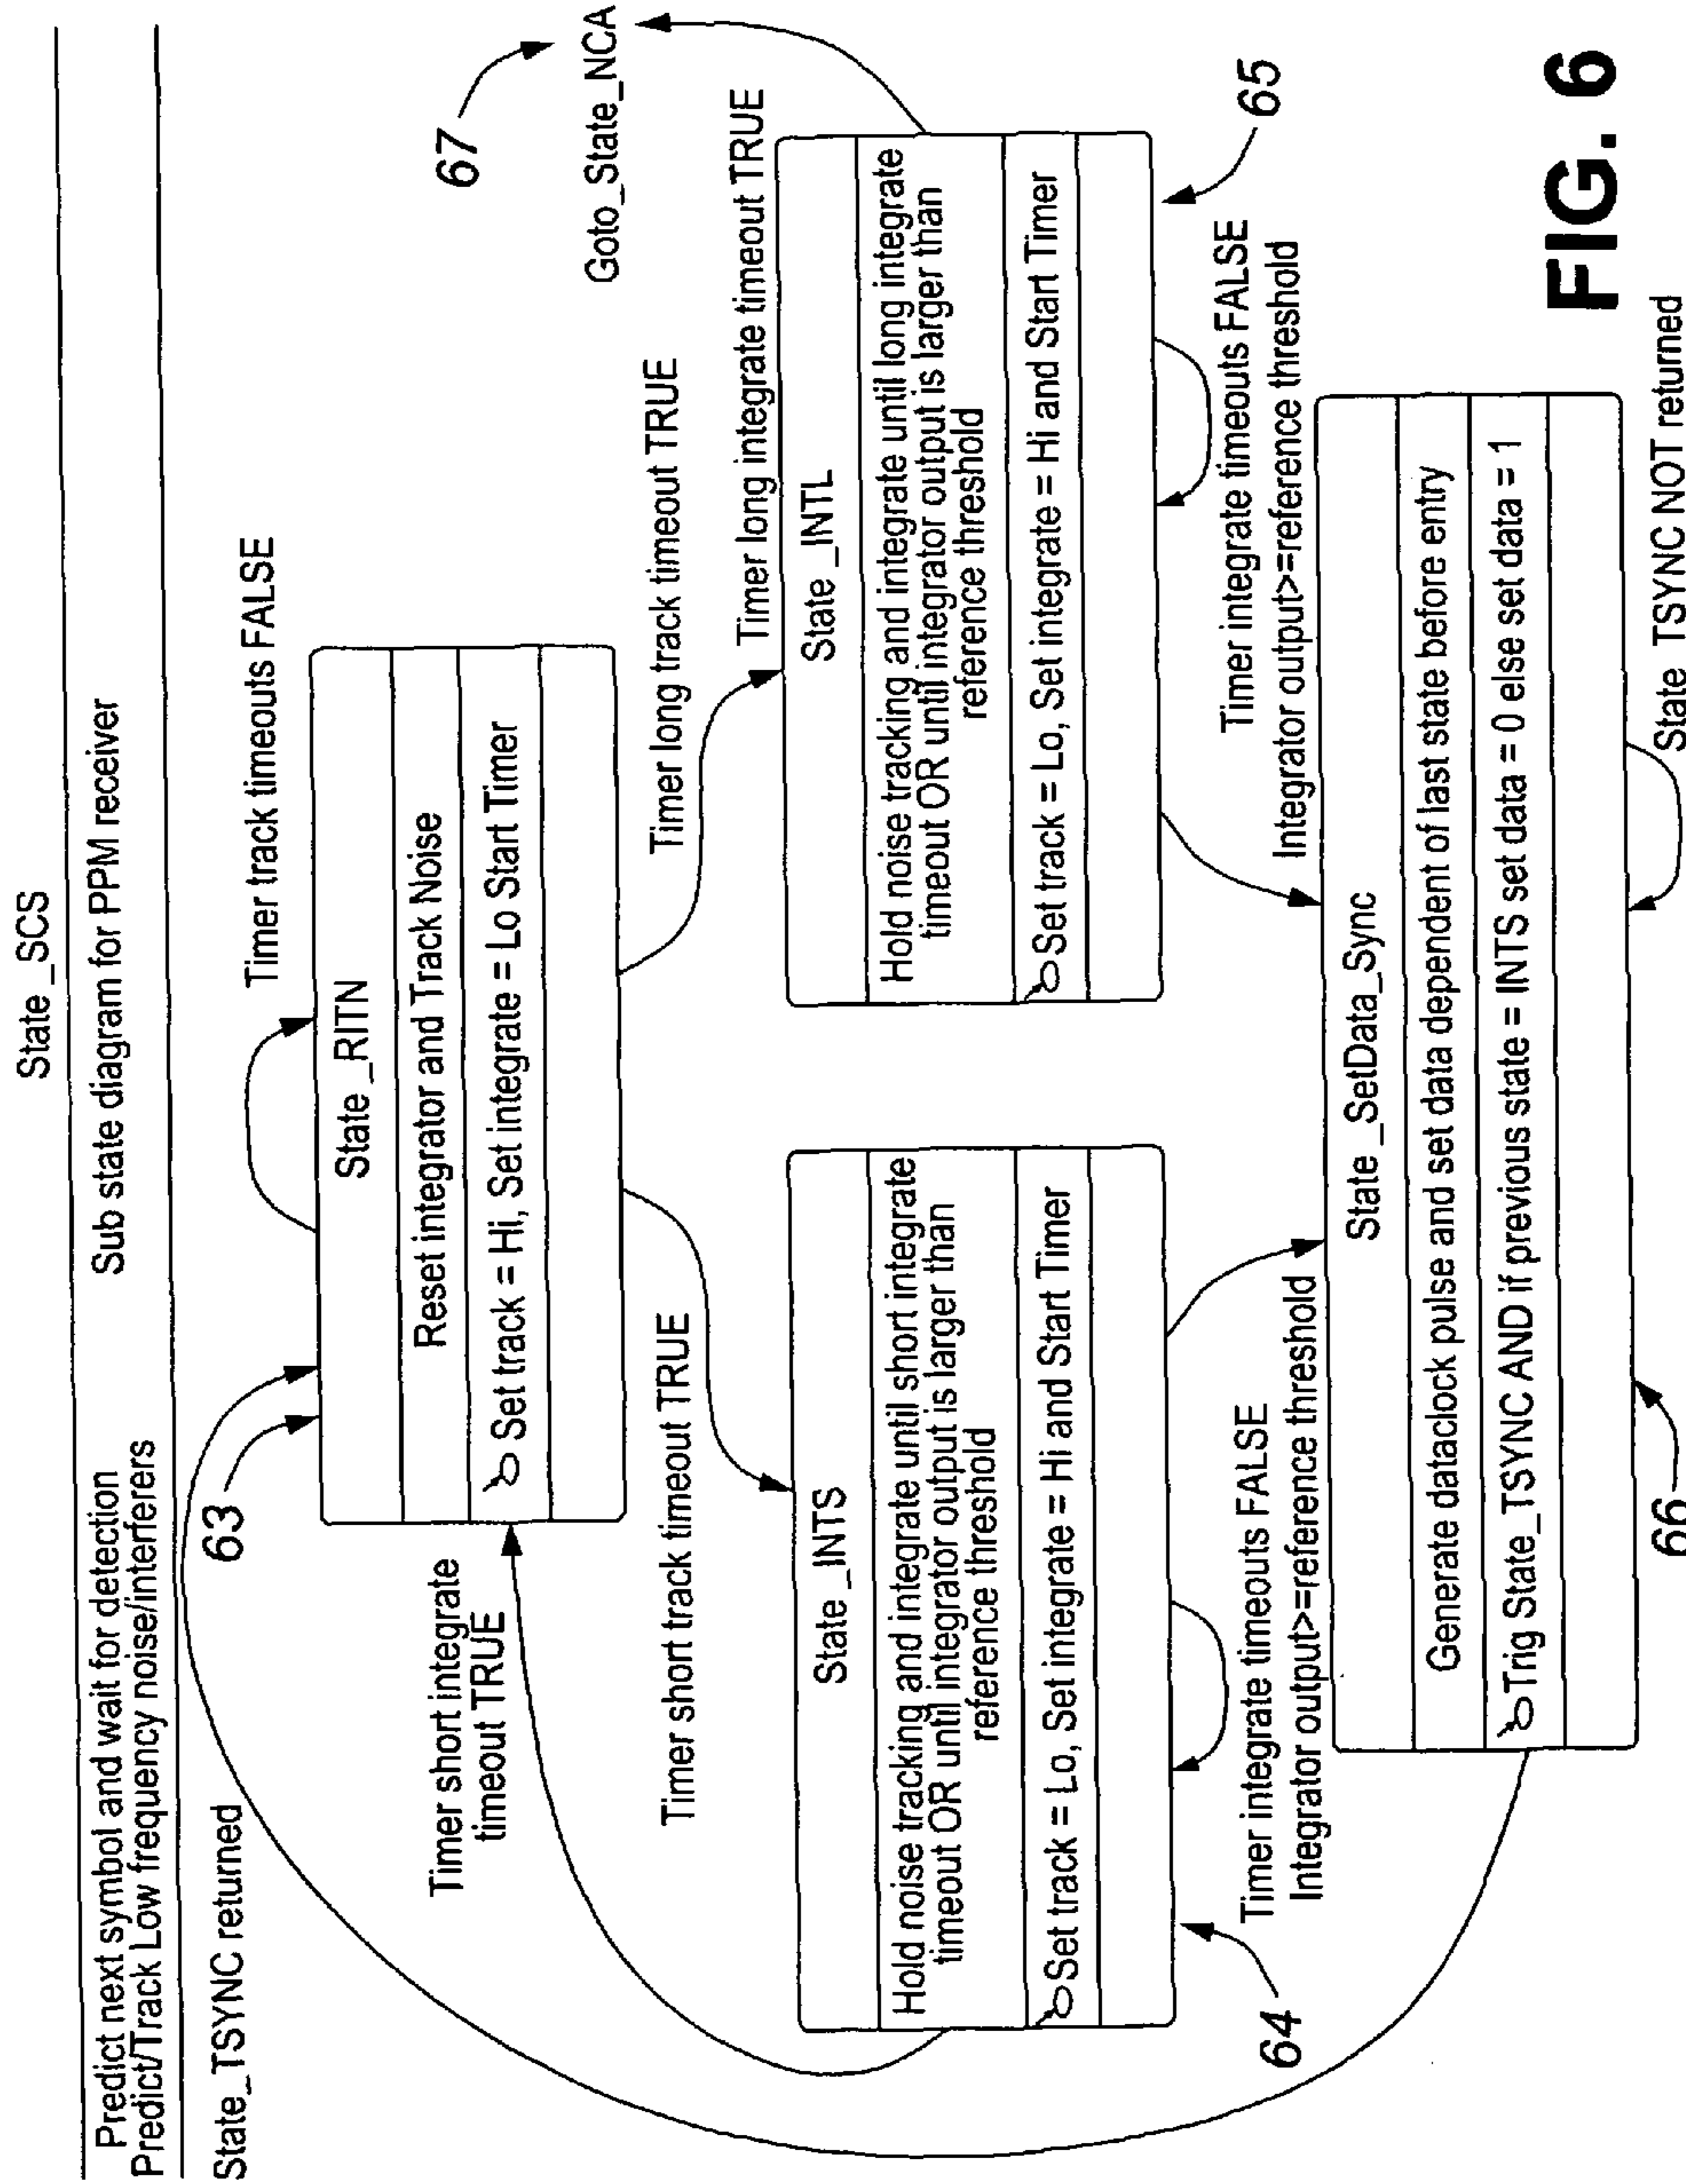 State _SCS
Predict next symbol and wait for detection
Predict/Track Low frequency noise/interferers
Sub state diagram for PPM receiver
State_TSYNC returned
63
Timer track timeouts FALSE
State _RITN
Reset integrator and Track Noise
Set track = Hi, Set integrate = Lo Start Timer
Timer short integrate
timeout TRUE
Timer short track timeout TRUE
Timer long track timeout TRUE
Timer long integrate timeout TRUE
67
Goto_State_NCA
State _INTS
Hold noise tracking and integrate until short integrate
timeout OR until integrator output is larger than
reference threshold
Set track = Lo, Set integrate = Hi and Start Timer
64
State _INTL
Hold noise tracking and integrate until long integrate
timeout OR until integrator output is larger than
reference threshold
Set track = Lo, Set integrate = Hi and Start Timer
65
Timer integrate timeouts FALSE
Integrator output>=reference threshold
Timer integrate timeouts FALSE
Integrator output>=reference threshold
State _SetData_Sync
Generate dataclock pulse and set data dependent of last state before entry
Trig State_TSYNC AND if previous state = INTS set data = 0 else set data = 1
66
State_TSYNC NOT returned
FIG. 6